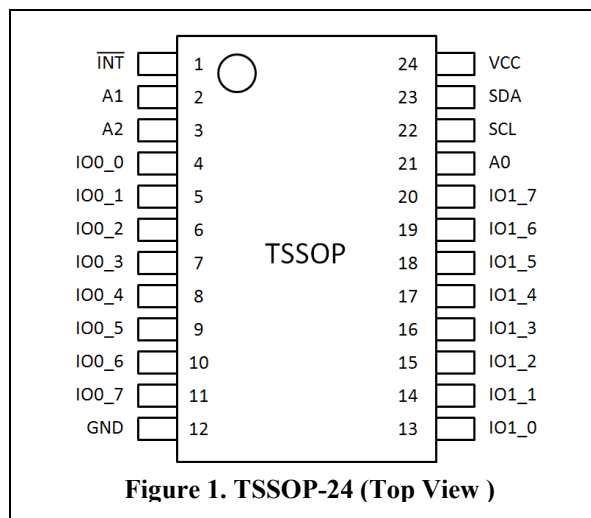 I̅N̅T̅ 1 24 VCC
A1 2 23 SDA
A2 3 22 SCL
IO0_0 4 21 A0
IO0_1 5 20 IO1_7
IO0_2 6 19 IO1_6
TSSOP
IO0_3 7 18 IO1_5
IO0_4 8 17 IO1_4
IO0_5 9 16 IO1_3
IO0_6 10 15 IO1_2
IO0_7 11 14 IO1_1
GND 12 13 IO1_0
Figure 1. TSSOP-24 (Top View )